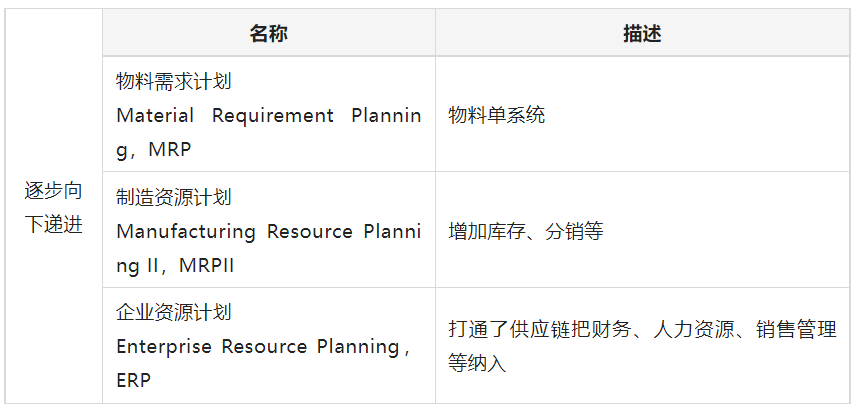 名称
描述
逐步向
下递进
物料需求计划
Material Requirement Plannin
g，MRP
物料单系统
制造资源计划
Manufacturing Resource Planni
ng II，MRPII
增加库存、分销等
企业资源计划
Enterprise Resource Planning，
ERP
打通了供应链把财务、人力资源、销售管理
等纳入